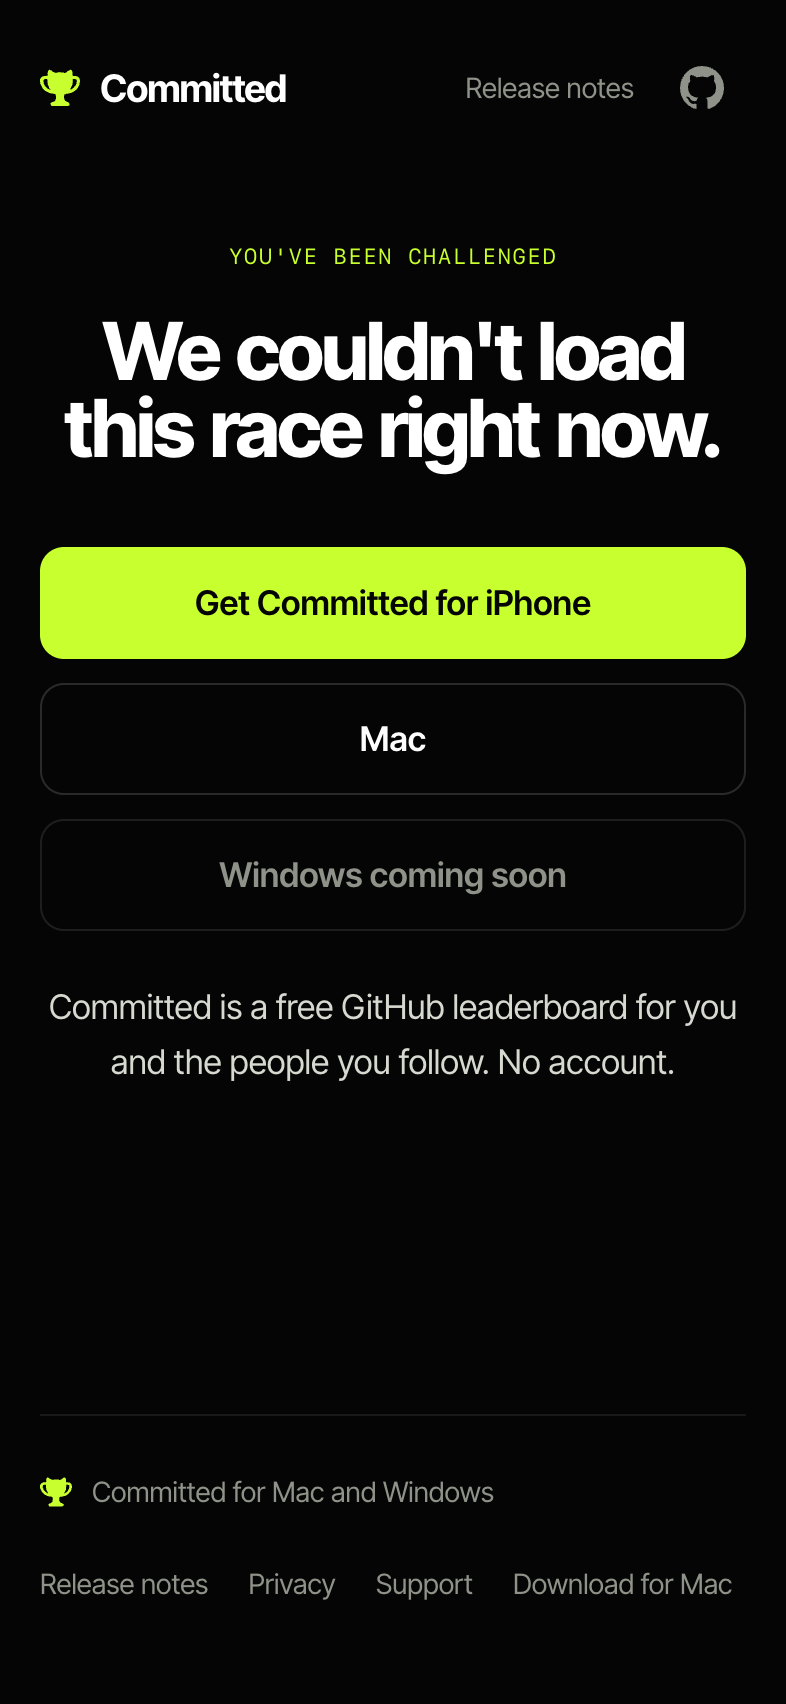 Committed
Release notes
YOU'VE BEEN CHALLENGED
We couldn't load
this race right now.
Get Committed for iPhone
Mac
Windows coming soon
Committed is a free GitHub leaderboard for you
and the people you follow. No account.
Committed for Mac and Windows
Release notes Privacy Support Download for Mac